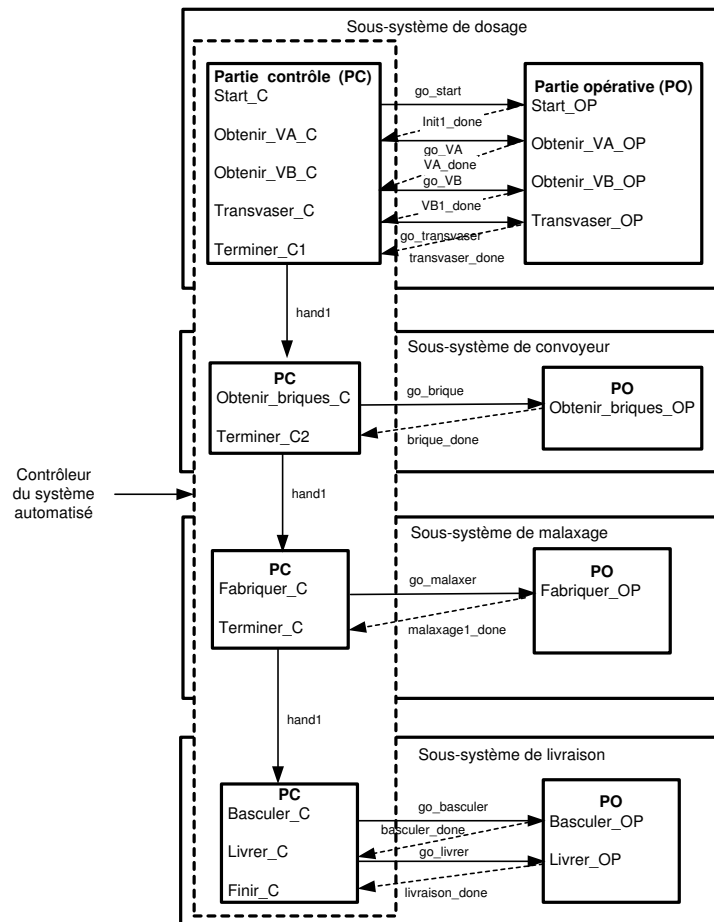 Sous-système de dosage
Partie contrôle (PC)
Start_C
Obtenir_VA_C
Obtenir_VB_C
Transvaser_C
Terminer_C1
go_start
Init1_done
go_VA
VA_done
go_VB
VB1_done
go_transvaser
transvaser_done
Partie opérative (PO)
Start_OP
Obtenir_VA_OP
Obtenir_VB_OP
Transvaser_OP
hand1
Sous-système de convoyeur
PC
Obtenir_briques_C
Terminer_C2
go_brique
brique_done
PO
Obtenir_briques_OP
Contrôleur
du système
automatisé
hand1
Sous-système de malaxage
PC
Fabriquer_C
Terminer_C
go_malaxer
malaxage1_done
PO
Fabriquer_OP
hand1
Sous-système de livraison
PC
Basculer_C
Livrer_C
Finir_C
go_basculer
basculer_done
go_livrer
livraison_done
PO
Basculer_OP
Livrer_OP